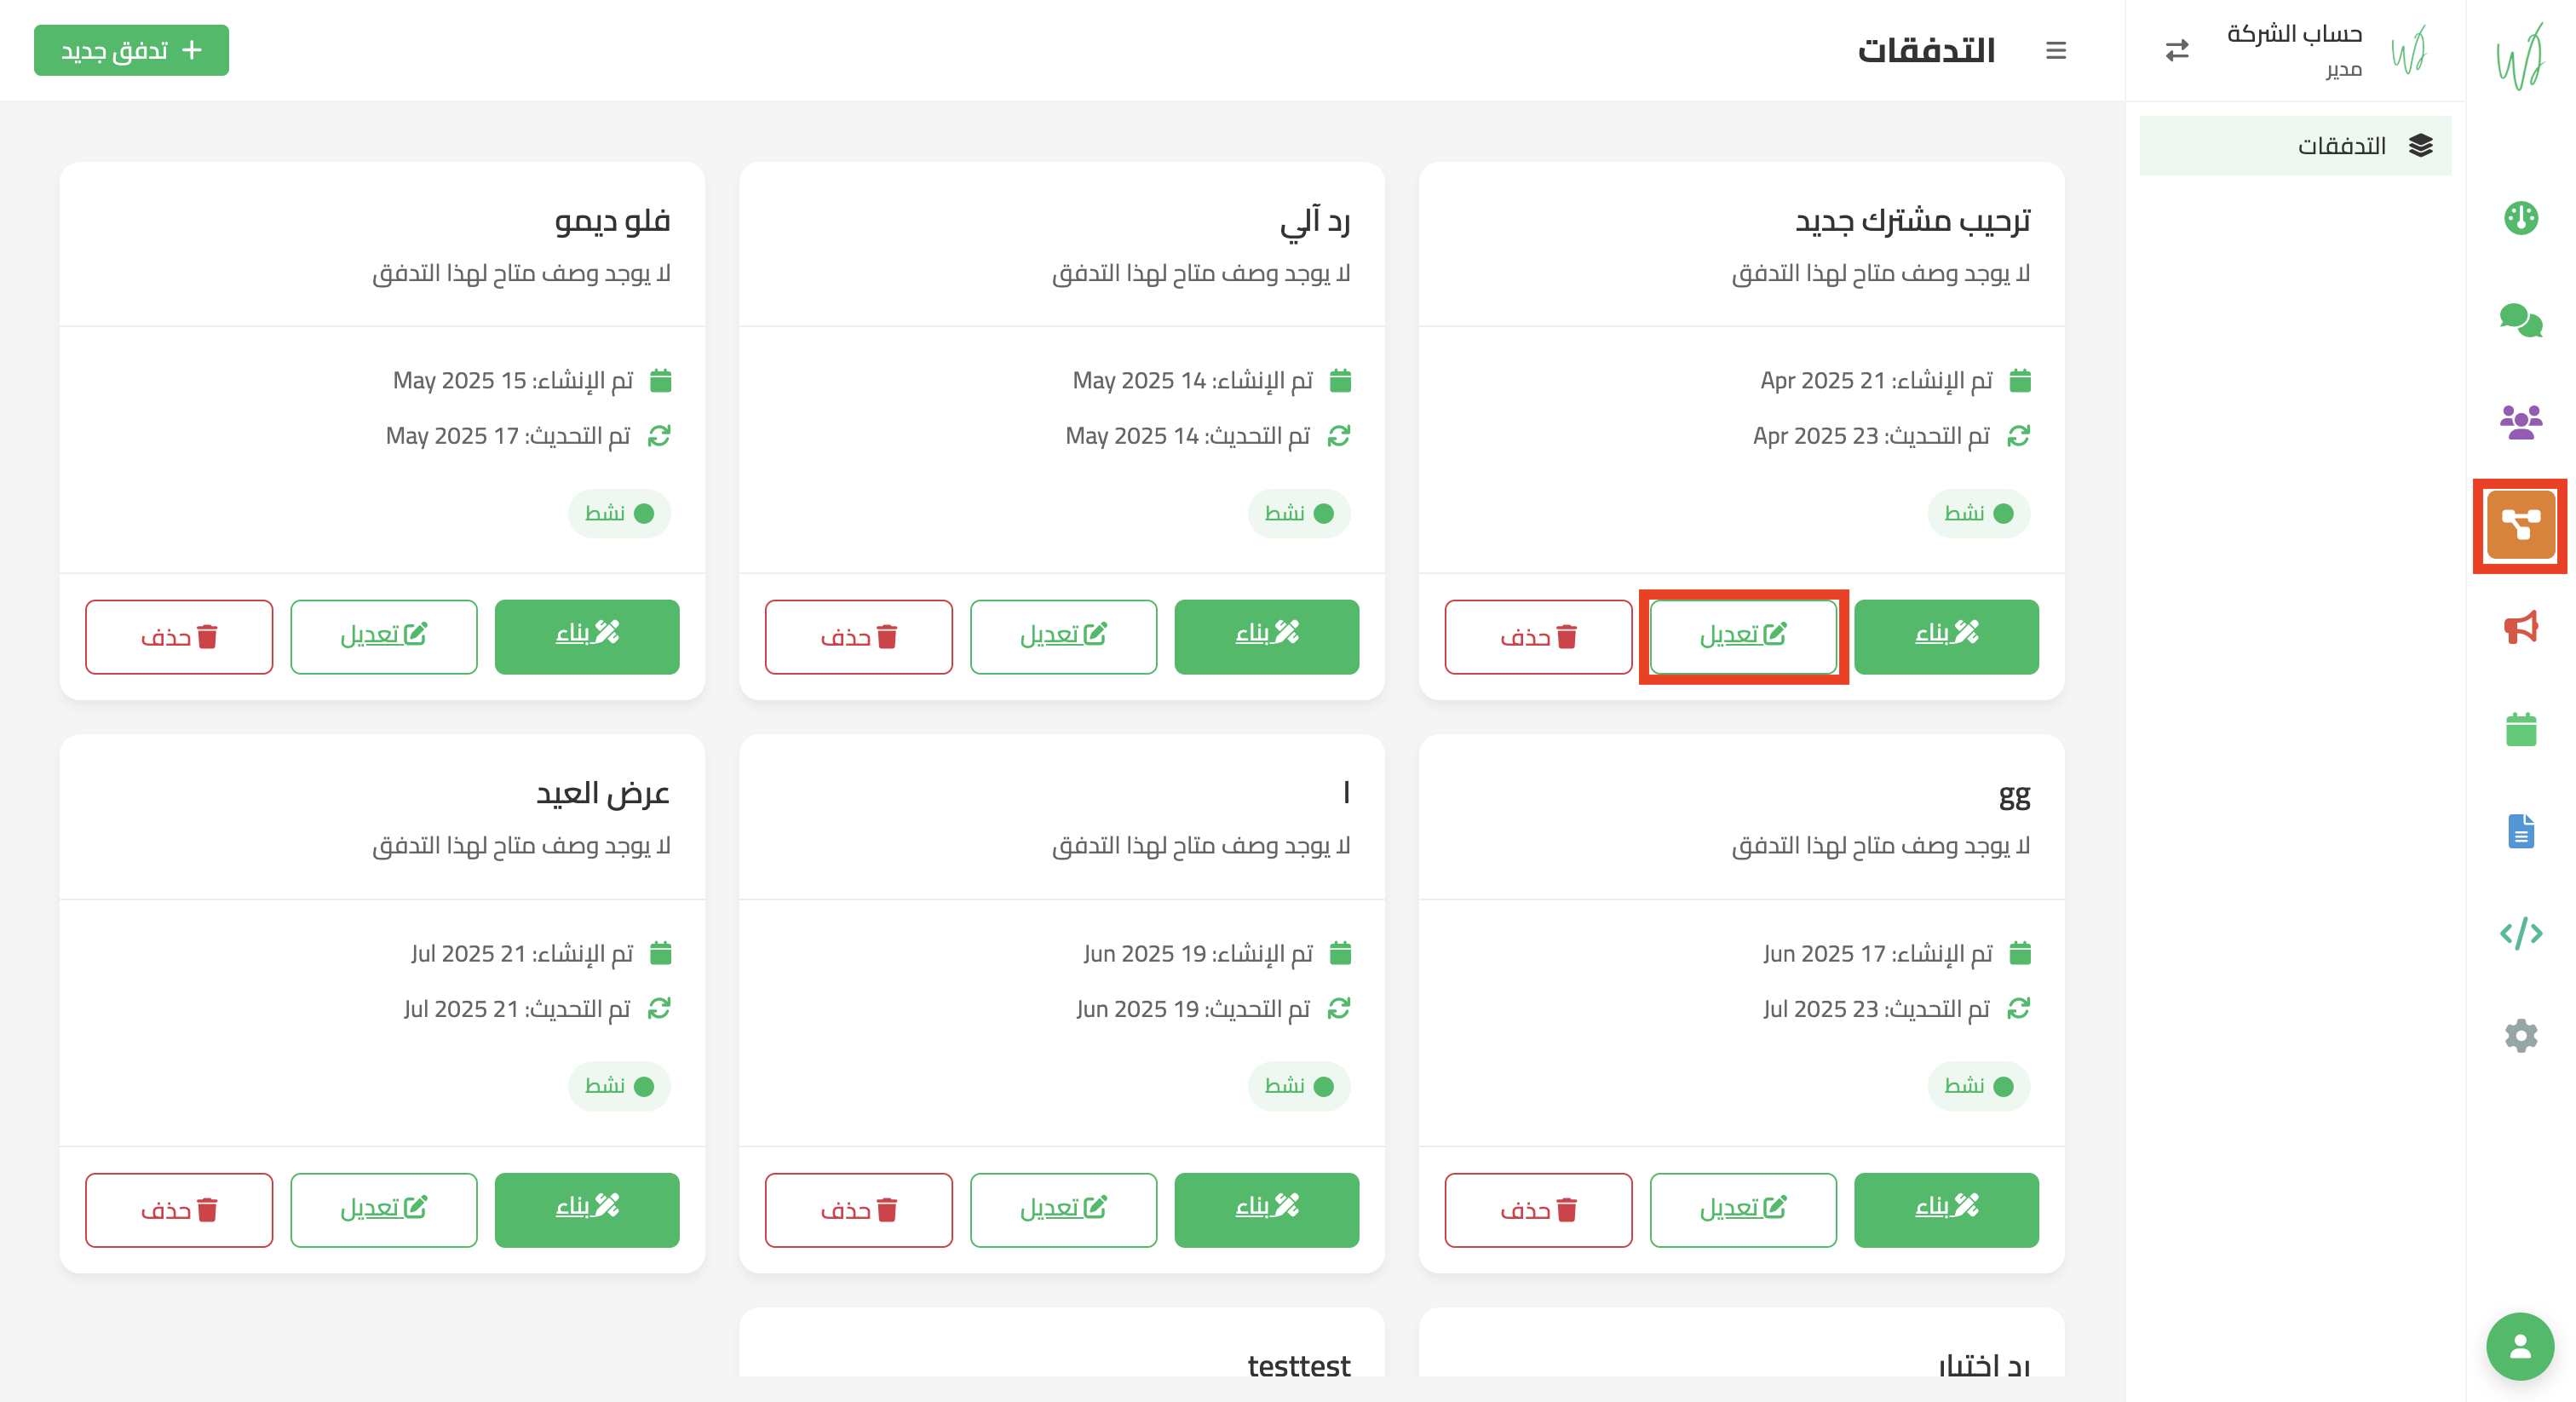 حساب الشركة
مدير
التدفقات
التدفقات
تدفق جديد
ترحيب مشترك جديد
لا يوجد وصف متاح لهذا التدفق
تم الإنشاء: 21 Apr 2025
تم التحديث: 23 Apr 2025
نشط
بناء
تعديل
حذف
رد آلي
لا يوجد وصف متاح لهذا التدفق
تم الإنشاء: 14 May 2025
تم التحديث: 14 May 2025
نشط
بناء
تعديل
حذف
فلو ديمو
لا يوجد وصف متاح لهذا التدفق
تم الإنشاء: 15 May 2025
تم التحديث: 17 May 2025
نشط
بناء
تعديل
حذف
gg
لا يوجد وصف متاح لهذا التدفق
تم الإنشاء: 17 Jun 2025
تم التحديث: 23 Jul 2025
نشط
بناء
تعديل
حذف
ا
لا يوجد وصف متاح لهذا التدفق
تم الإنشاء: 19 Jun 2025
تم التحديث: 19 Jun 2025
نشط
بناء
تعديل
حذف
عرض العيد
لا يوجد وصف متاح لهذا التدفق
تم الإنشاء: 21 Jul 2025
تم التحديث: 21 Jul 2025
نشط
بناء
تعديل
حذف
رد اختبار
testtest